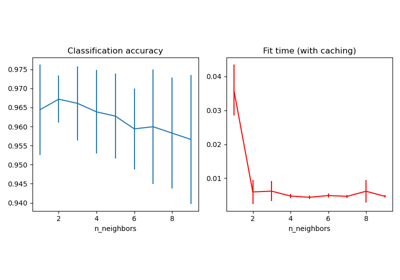 Classification accuracy
0.975
0.970
0.965
0.960
0.955
0.950
0.945
0.940
2 4 6 8
n_neighbors
Fit time (with caching)
0.04
0.03
0.02
0.01
2 4 6 8
n_neighbors